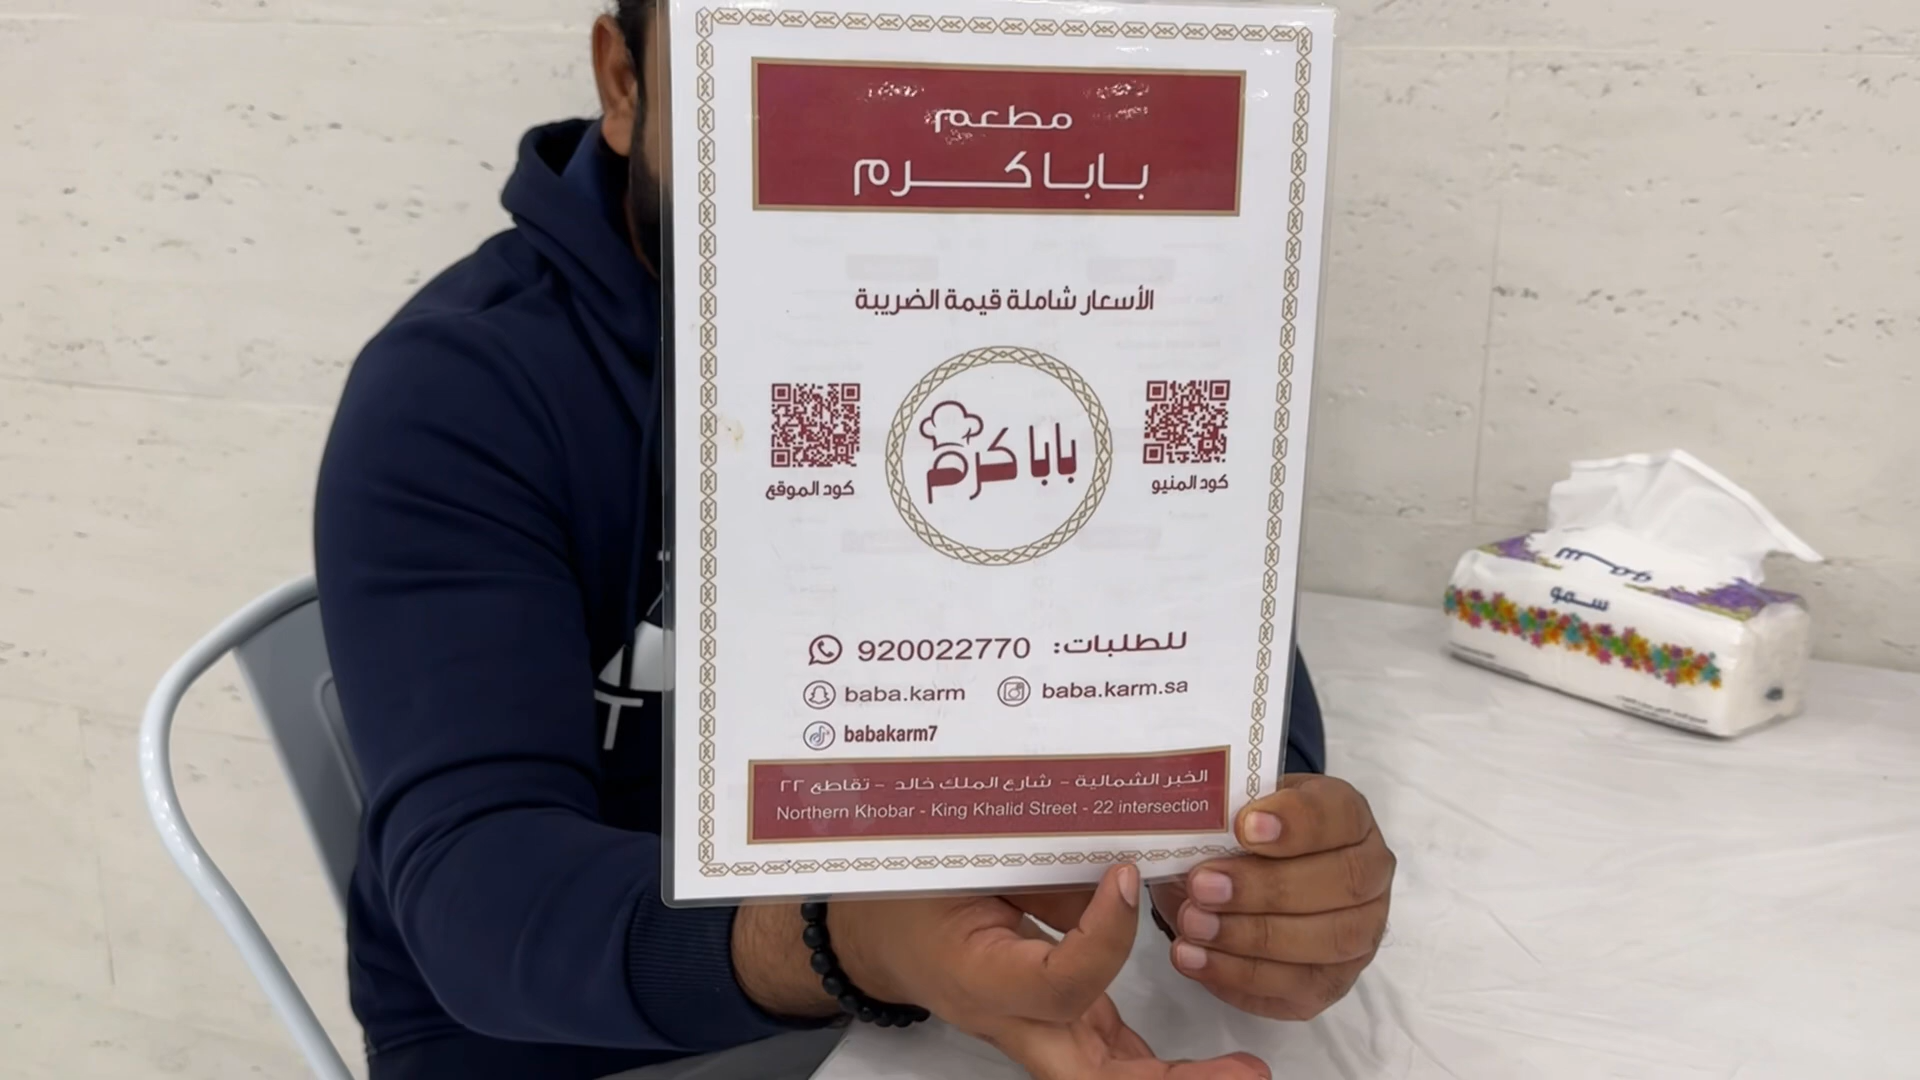 مطعم
بابا كرم
الأسعار شاملة قيمة الضريبة
بابا كرم
كود المنيو
كود الموقع
للطلبات: 920022770
baba.karm
baba.karm.sa
babakarm7
الخبر الشمالية - شارع الملك خالد - تقاطع ٢٢
Northern Khobar - King Khalid Street - 22 intersection
سمو
T